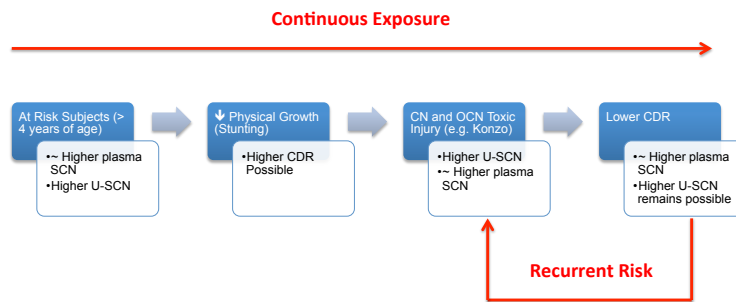 Continuous Exposure
At Risk Subjects (>
4 years of age)
•~ Higher plasma
SCN
•Higher U-SCN
🡇 Physical Growth
(Stunting)
•Higher CDR
Possible
CN and OCN Toxic
Injury (e.g. Konzo)
•Higher U-SCN
•~ Higher plasma
SCN
Lower CDR
•~ Higher plasma
SCN
•Higher U-SCN
remains possible
Recurrent Risk